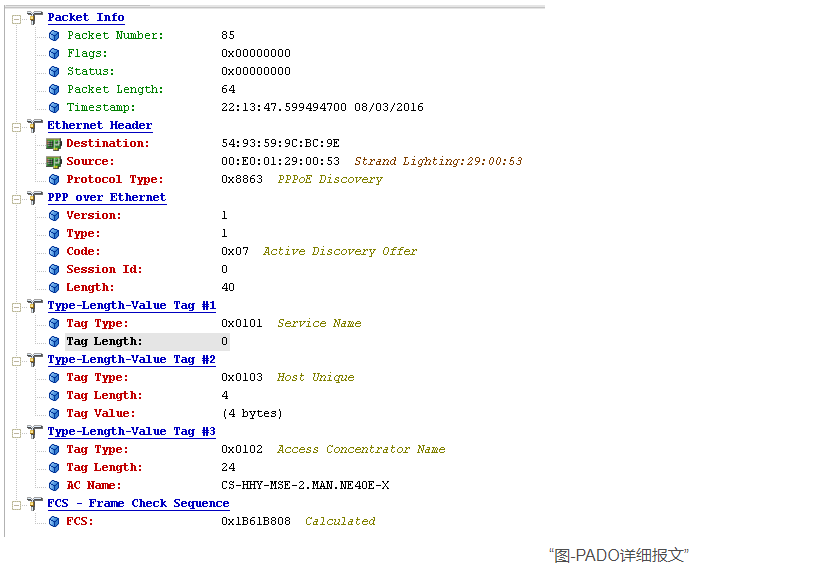 Packet Info
Packet Number: 85
Flags: 0x00000000
Status: 0x00000000
Packet Length: 64
Timestamp: 22:13:47.599494700 08/03/2016
Ethernet Header
Destination: 54:93:59:9C:BC:9E
Source: 00:E0:01:29:00:53 Strand Lighting:29:00:53
Protocol Type: 0x8863 PPPoE Discovery
PPP over Ethernet
Version: 1
Type: 1
Code: 0x07 Active Discovery Offer
Session Id: 0
Length: 40
Type-Length-Value Tag #1
Tag Type: 0x0101 Service Name
Tag Length: 0
Type-Length-Value Tag #2
Tag Type: 0x0103 Host Unique
Tag Length: 4
Tag Value: (4 bytes)
Type-Length-Value Tag #3
Tag Type: 0x0102 Access Concentrator Name
Tag Length: 24
AC Name: CS-HHY-MSE-2.MAN.NE40E-X
FCS - Frame Check Sequence
FCS: 0x1B61B808 Calculated
“图-PADO详细报文”